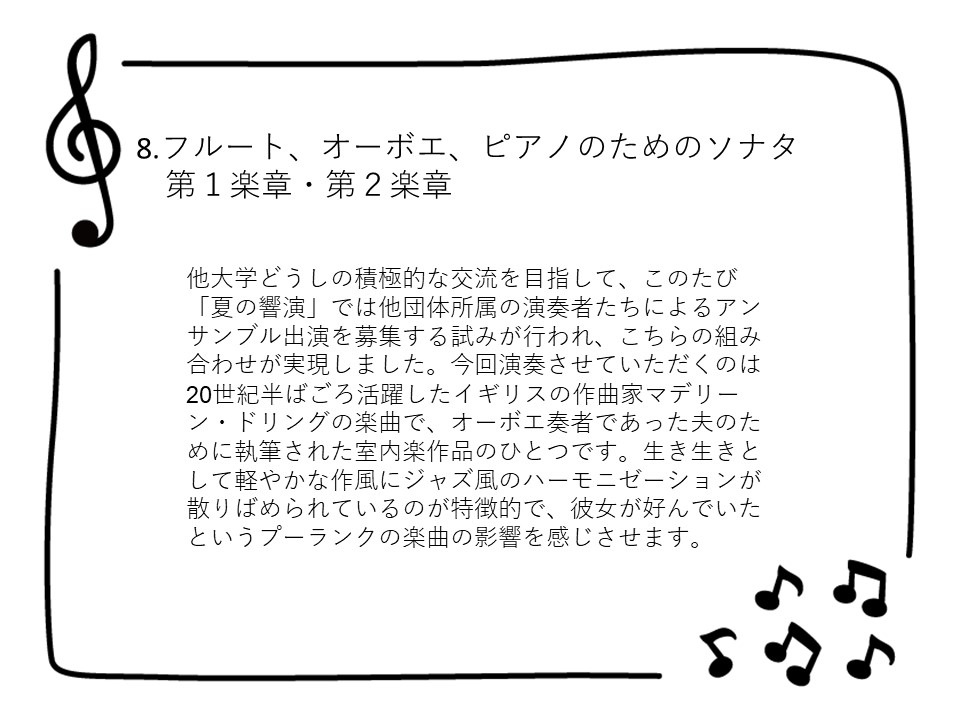 8.フルート、オーボエ、ピアノのためのソナタ
第１楽章・第２楽章
他大学どうしの積極的な交流を目指して、このたび
「夏の響演」では他団体所属の演奏者たちによるアン
サンブル出演を募集する試みが行われ、こちらの組み
合わせが実現しました。今回演奏させていただくのは
20世紀半ばごろ活躍したイギリスの作曲家マデリー
ン・ドリングの楽曲で、オーボエ奏者であった夫のた
めに執筆された室内楽作品のひとつです。生き生きと
して軽やかな作風にジャズ風のハーモニゼーションが
散りばめられているのが特徴的で、彼女が好んでいた
というプーランクの楽曲の影響を感じさせます。